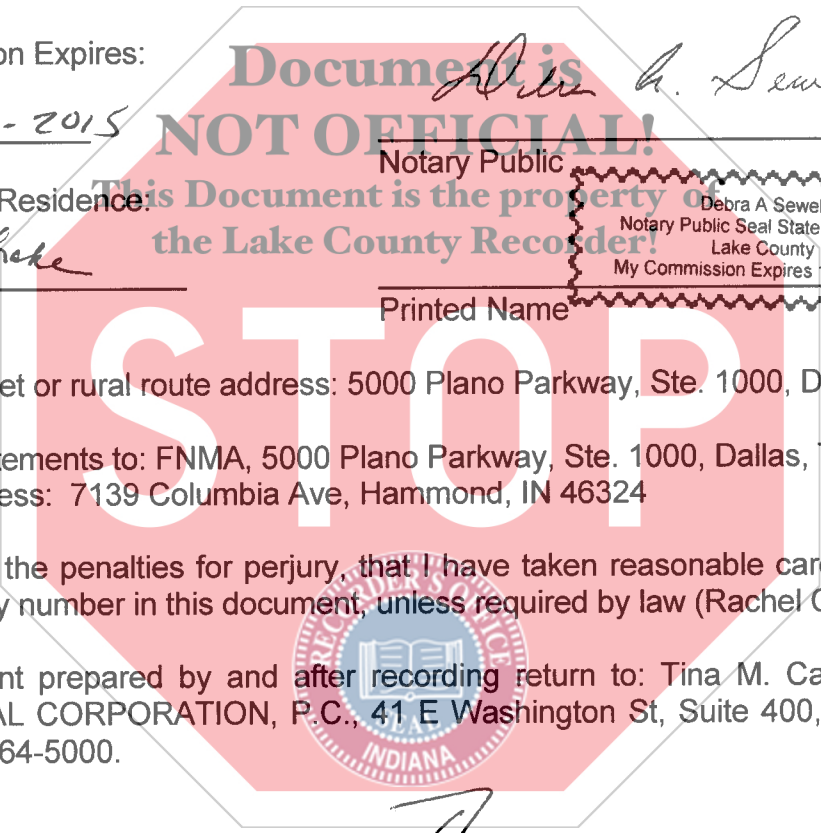 on Expires:
Document is
Debra A. Sew
- 2015
NOT OFFICIAL!
Notary Public
Residence:
This Document is the property of
Debra A Sewel
Notary Public Seal State
Lake
the Lake County Recorder!
Lake County
My Commission Expires
Printed Name
STOP
et or rural route address: 5000 Plano Parkway, Ste. 1000, D
tements to: FNMA, 5000 Plano Parkway, Ste. 1000, Dallas, T
ess: 7139 Columbia Ave, Hammond, IN 46324
the penalties for perjury, that I have taken reasonable car
y number in this document, unless required by law (Rachel
RECORDER'S OFFICE
nt prepared by and after recording return to: Tina M. Ca
AL CORPORATION, P.C., 41 E Washington St, Suite 400,
SEAL
64-5000.
INDIANA